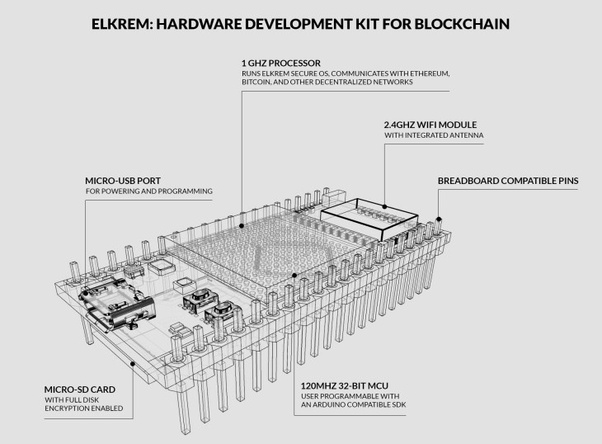 ELKREM: HARDWARE DEVELOPMENT KIT FOR BLOCKCHAIN
1 GHZ PROCESSOR
RUNS ELKREM SECURE OS, COMMUNICATES WITH ETHEREUM,
BITCOIN, AND OTHER DECENTRALIZED NETWORKS
2.4GHZ WIFI MODULE
WITH INTEGRATED ANTENNA
MICRO-USB PORT
FOR POWERING AND PROGRAMMING
BREADBOARD COMPATIBLE PINS
MICRO-SD CARD
WITH FULL DISK
ENCRYPTION ENABLED
120MHZ 32-BIT MCU
USER PROGRAMMABLE WITH
AN ARDUINO COMPATIBLE SDK